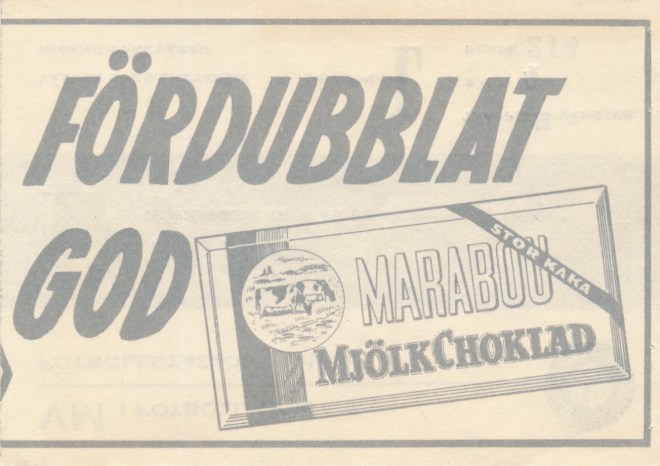 FÖRDUBBLAT
GOD
MARABOU
MJÖLKCHOKLAD
STOR KAKA